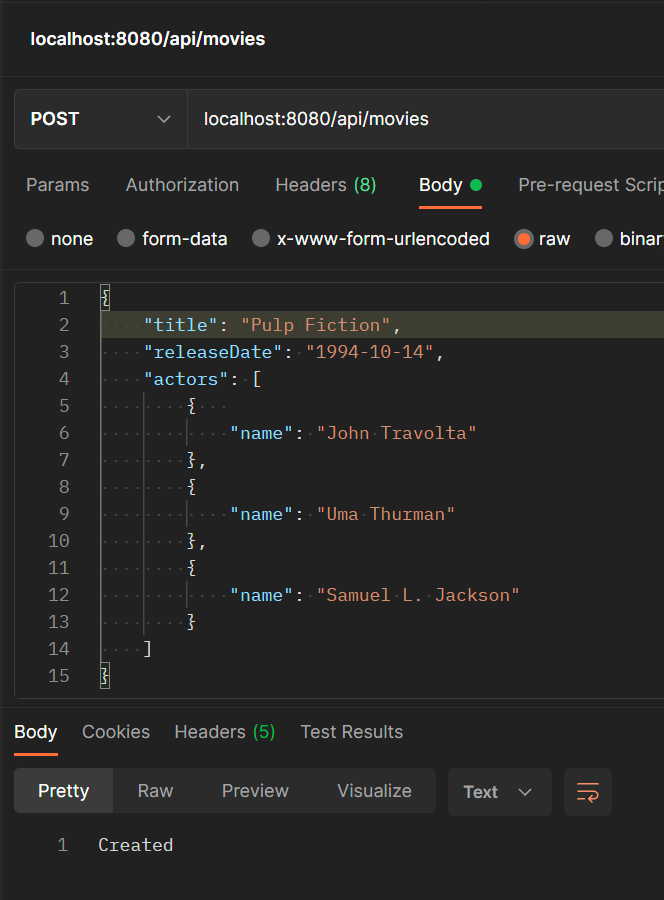 localhost:8080/api/movies
POST localhost:8080/api/movies
Params Authorization Headers (8) Body Pre-request Scrip
none form-data x-www-form-urlencoded raw binar
1 {
2 "title": "Pulp Fiction",
3 "releaseDate": "1994-10-14",
4 "actors": [
5 {
6 "name": "John Travolta"
7 },
8 {
9 "name": "Uma Thurman"
10 },
11 {
12 "name": "Samuel L. Jackson"
13 }
14 ]
15 }
Body Cookies Headers (5) Test Results
Pretty Raw Preview Visualize Text
1 Created